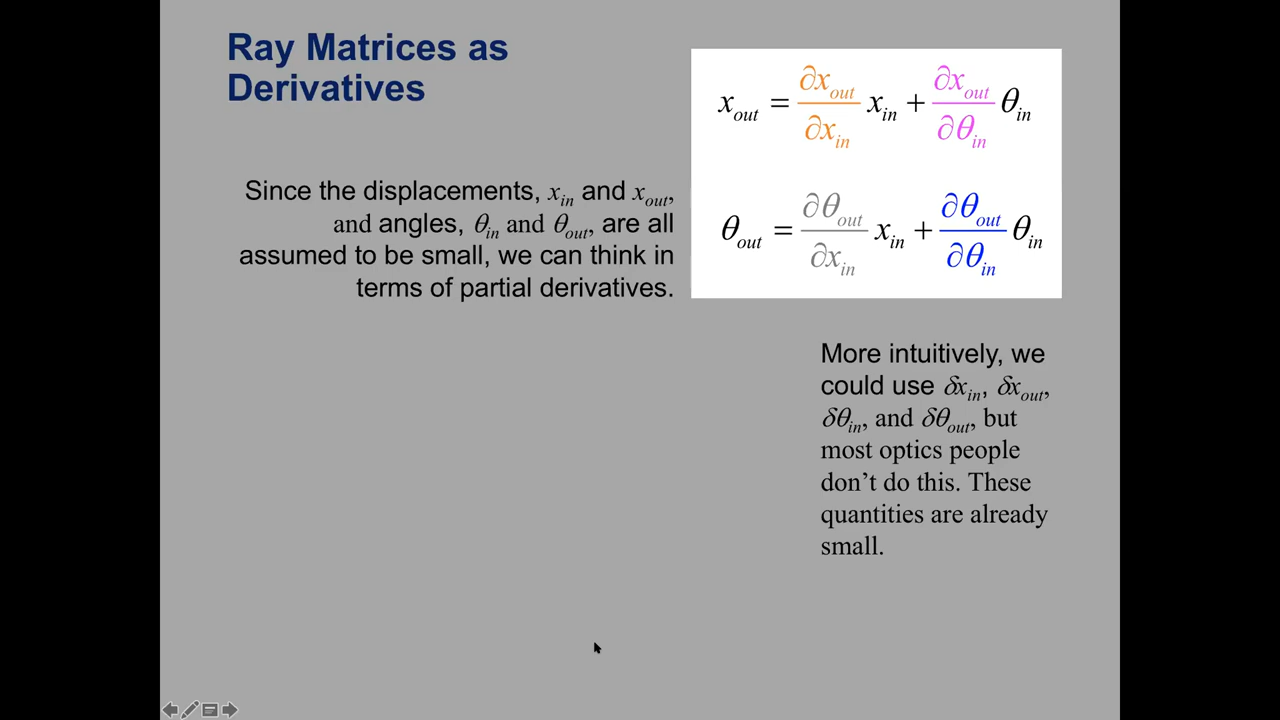 Ray Matrices as
Derivatives
Since the displacements, x_in and x_out,
and angles, θ_in and θ_out, are all
assumed to be small, we can think in
terms of partial derivatives.
x_out = ∂x_out/∂x_in x_in + ∂x_out/∂θ_in θ_in
θ_out = ∂θ_out/∂x_in x_in + ∂θ_out/∂θ_in θ_in
More intuitively, we
could use δx_in, δx_out,
δθ_in, and δθ_out, but
most optics people
don’t do this. These
quantities are already
small.